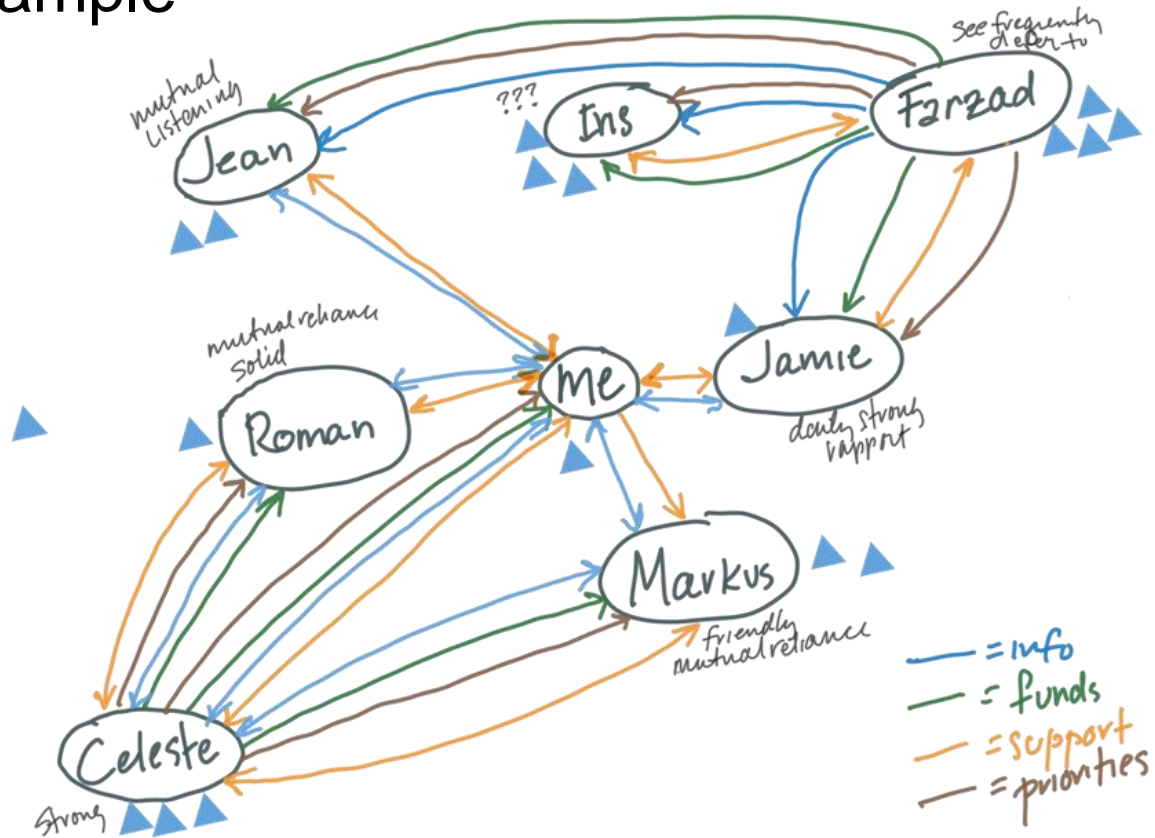 ample
see frequently
defer to
mutual
listening
Jean
???
Ins
Farzad
mutual reliance
solid
Roman
Me
Jamie
daily strong
rapport
Markus
friendly
mutual reliance
Celeste
strong
= info
= funds
= support
= priorities